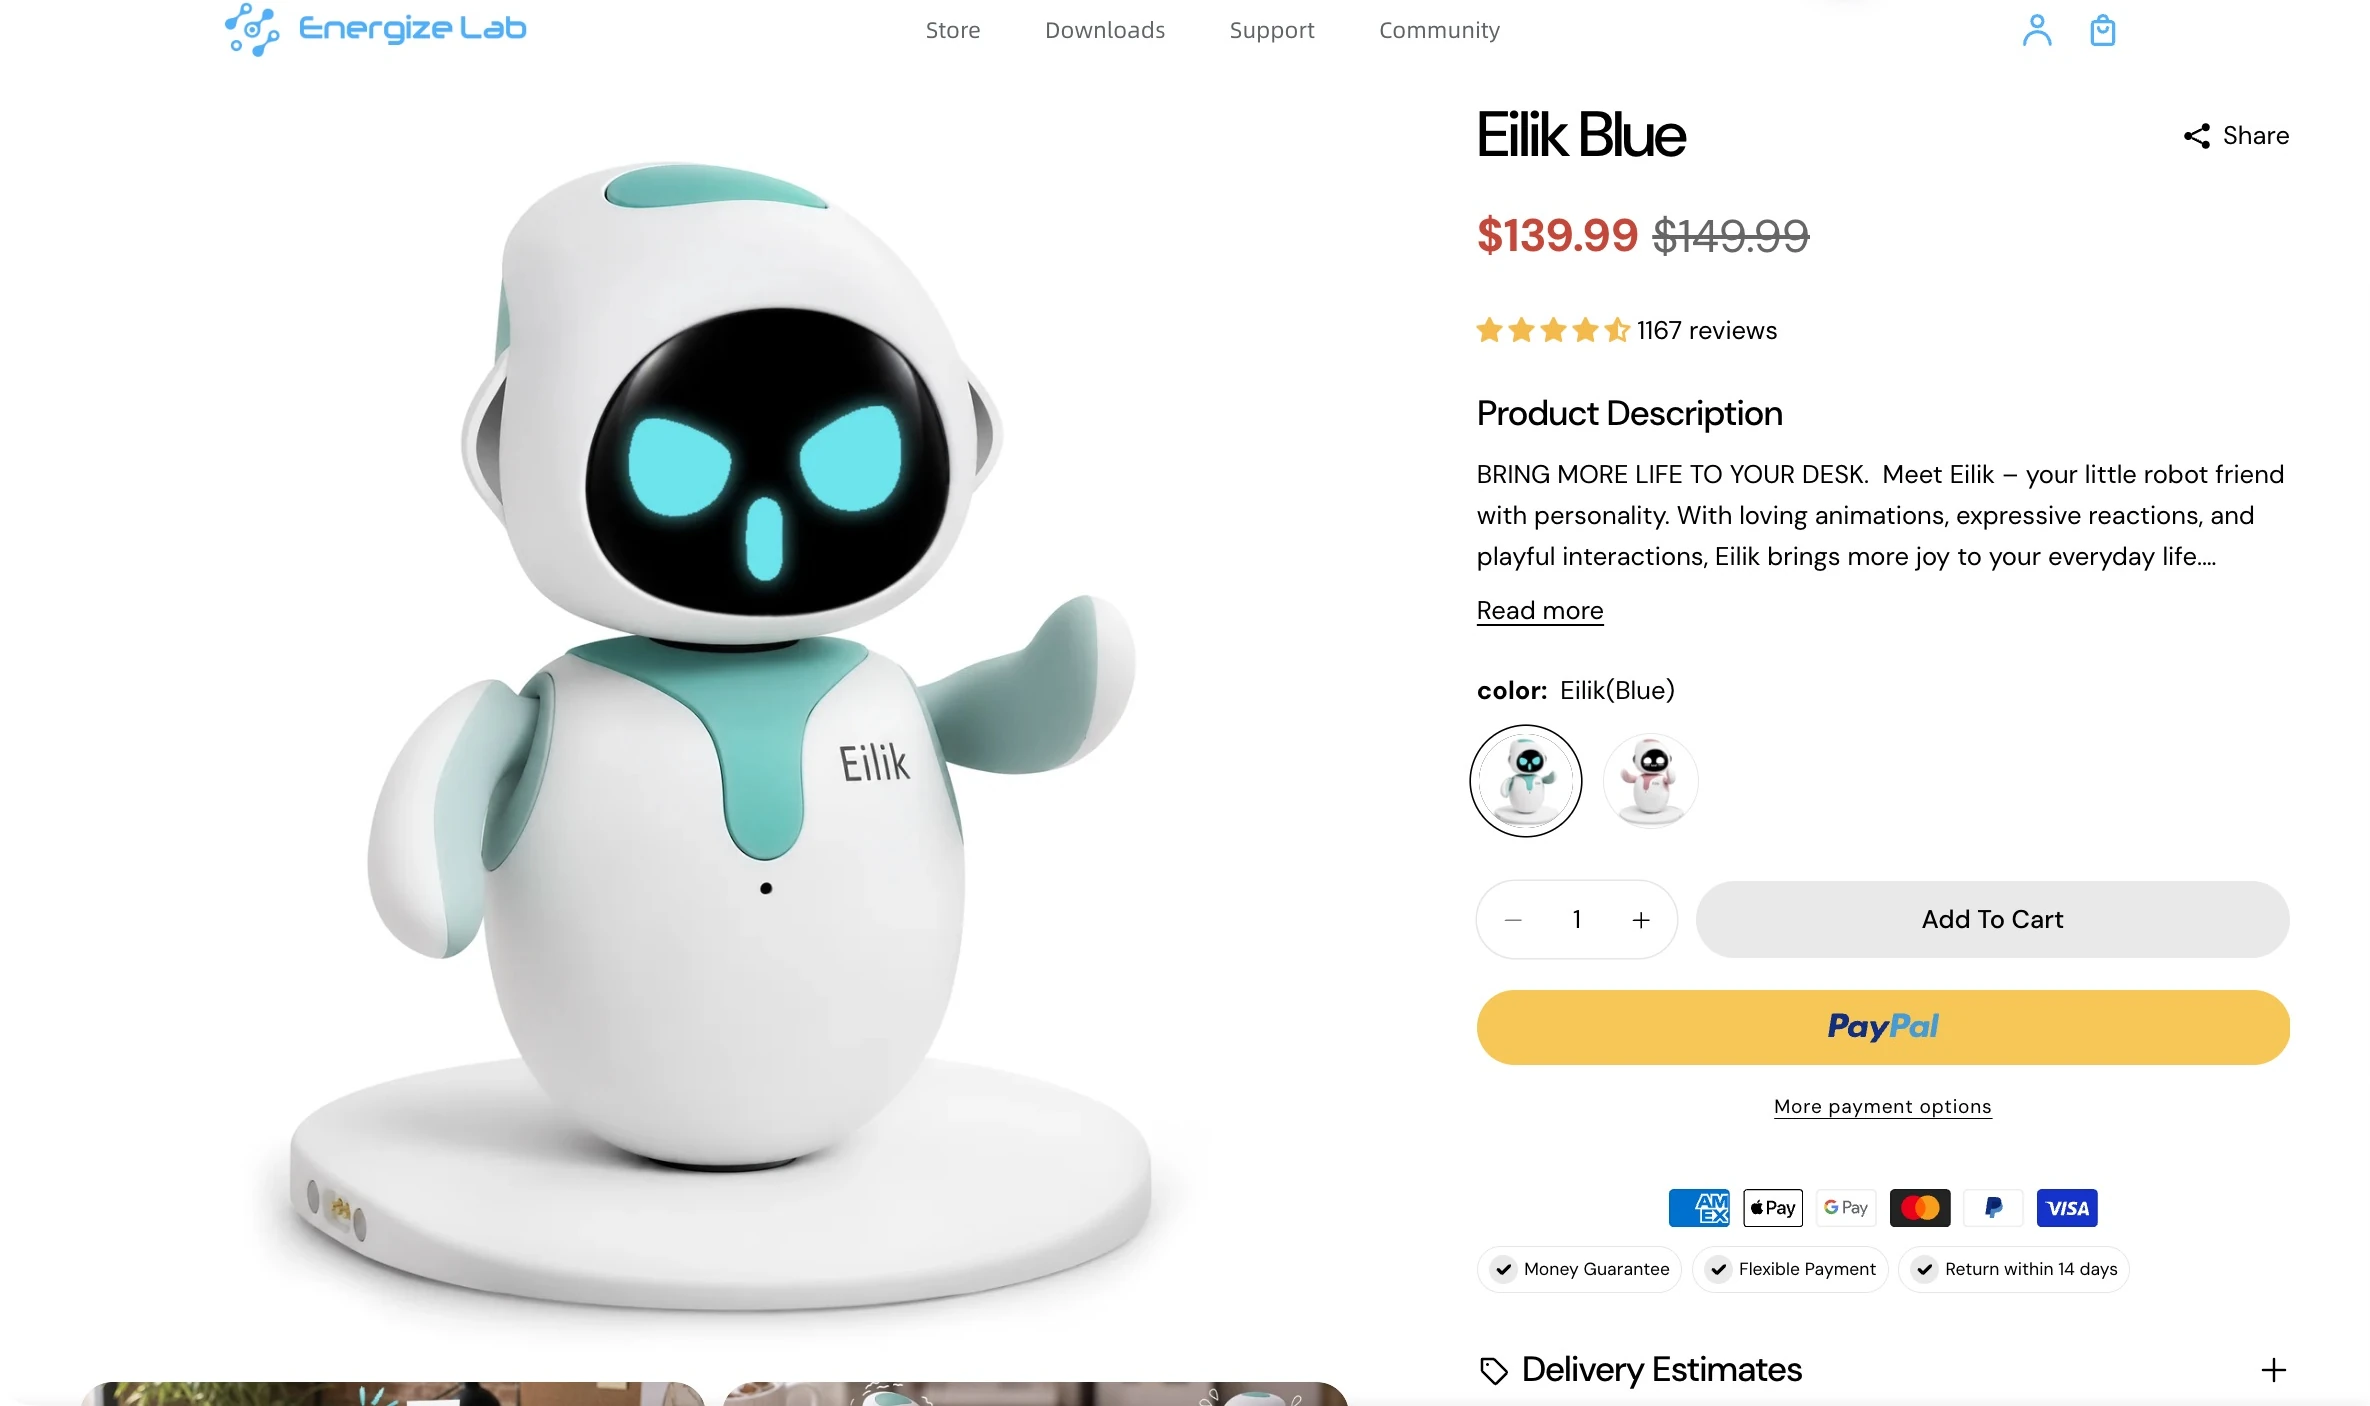 Energize Lab
Store
Downloads
Support
Community
Eilik
Eilik Blue
Share
$139.99 $149.99
1167 reviews
Product Description
BRING MORE LIFE TO YOUR DESK.  Meet Eilik – your little robot friend
with personality. With loving animations, expressive reactions, and
playful interactions, Eilik brings more joy to your everyday life....
Read more
color: Eilik(Blue)
1
Add To Cart
PayPal
More payment options
AMEX
Pay
G Pay
VISA
Money Guarantee
Flexible Payment
Return within 14 days
Delivery Estimates